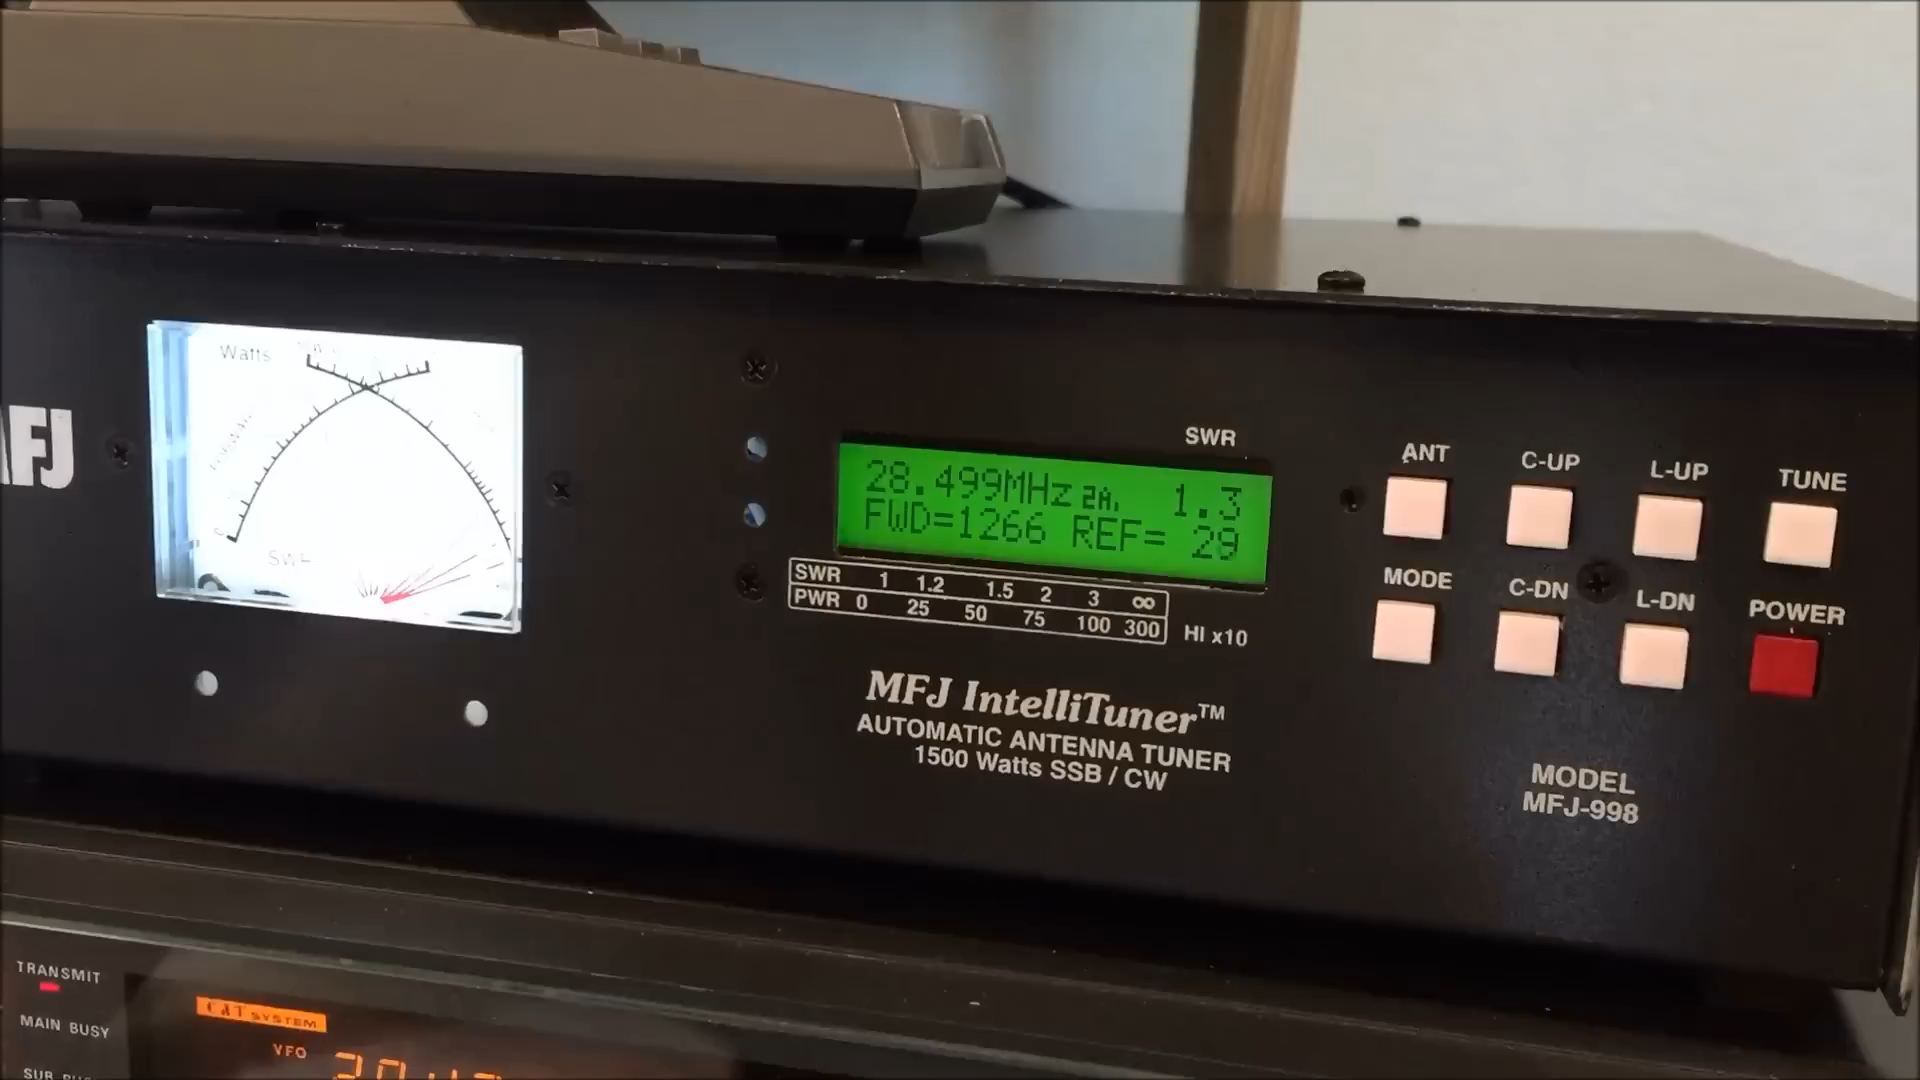 Watts
MFJ
SWR
28.499MHz 2A. 1.3
FWD=1266 REF= 29
SWR 1 1.2 1.5 2 3 ∞
PWR 0 25 50 75 100 300
HI x10
MFJ IntelliTuner™
AUTOMATIC ANTENNA TUNER
1500 Watts SSB / CW
ANT C-UP L-UP TUNE
MODE C-DN L-DN POWER
MODEL
MFJ-998
TRANSMIT
MAIN BUSY
CAT SYSTEM
VFO